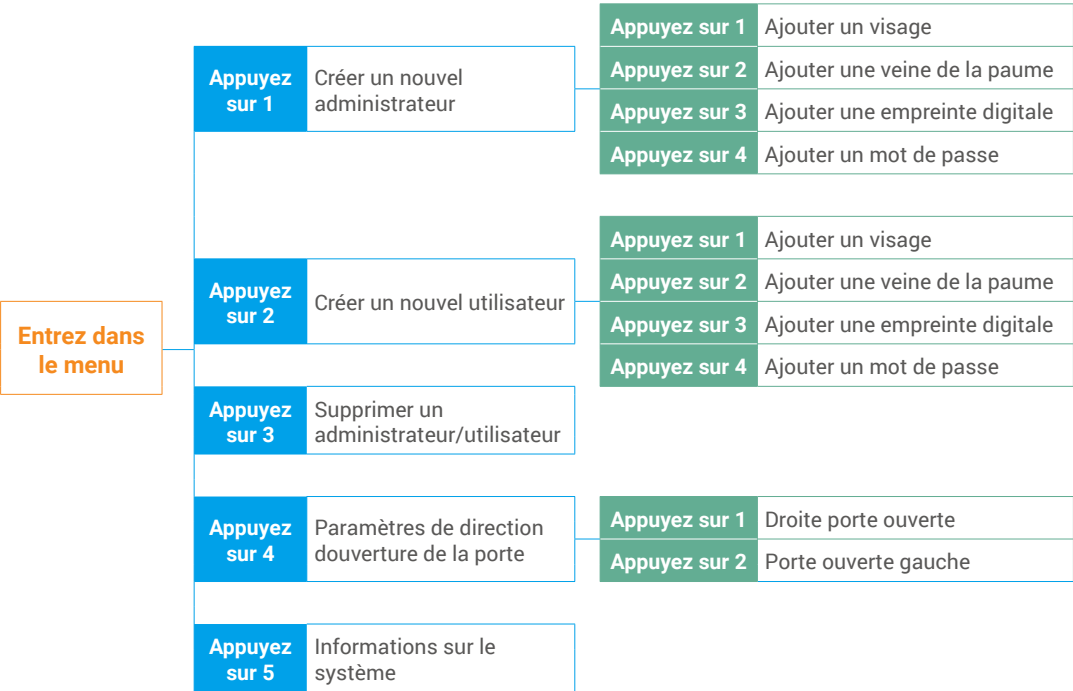 Entrez dans
le menu
Appuyez
sur 1
Créer un nouvel
administrateur
Appuyez sur 1 Ajouter un visage
Appuyez sur 2 Ajouter une veine de la paume
Appuyez sur 3 Ajouter une empreinte digitale
Appuyez sur 4 Ajouter un mot de passe
Appuyez
sur 2
Créer un nouvel utilisateur
Appuyez sur 1 Ajouter un visage
Appuyez sur 2 Ajouter une veine de la paume
Appuyez sur 3 Ajouter une empreinte digitale
Appuyez sur 4 Ajouter un mot de passe
Appuyez
sur 3
Supprimer un
administrateur/utilisateur
Appuyez
sur 4
Paramètres de direction
douverture de la porte
Appuyez sur 1 Droite porte ouverte
Appuyez sur 2 Porte ouverte gauche
Appuyez
sur 5
Informations sur le
système